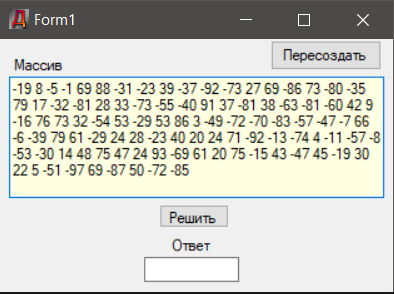 Form1
Пересоздать
Массив
-19 8 -5 -1 69 88 -31 -23 39 -37 -92 -73 27 69 -86 73 -80 -35
79 17 -32 -81 28 33 -73 -55 -40 91 37 -81 38 -63 -81 -60 42 9
-16 76 73 32 -54 53 -29 53 86 3 -49 -72 -70 -83 -57 -47 -7 66
-6 -39 79 61 -29 24 28 -23 40 20 24 71 -92 -13 -74 4 -11 -57 -8
-53 -30 14 48 75 47 24 93 -69 61 20 75 -15 43 -47 45 -19 30
22 5 -51 -97 69 -87 50 -72 -85
Решить
Ответ